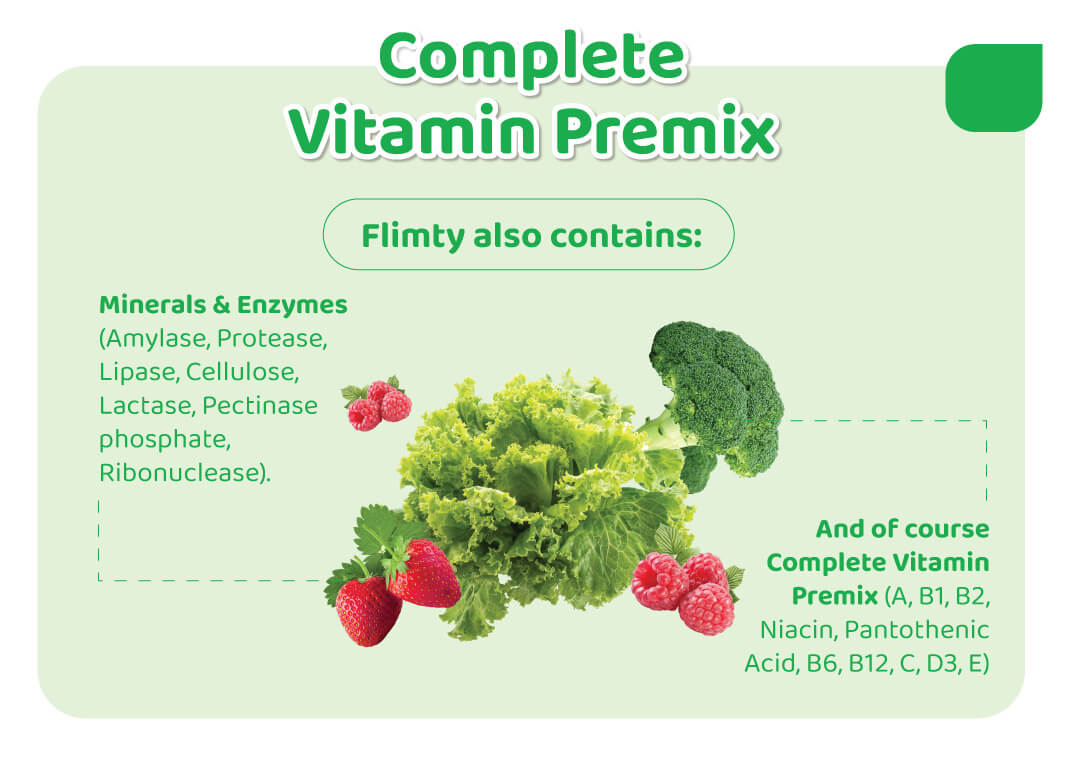 Complete
Vitamin Premix
Flimty also contains:
Minerals & Enzymes
(Amylase, Protease,
Lipase, Cellulose,
Lactase, Pectinase
phosphate,
Ribonuclease).
And of course
Complete Vitamin
Premix (A, B1, B2,
Niacin, Pantothenic
Acid, B6, B12, C, D3, E)